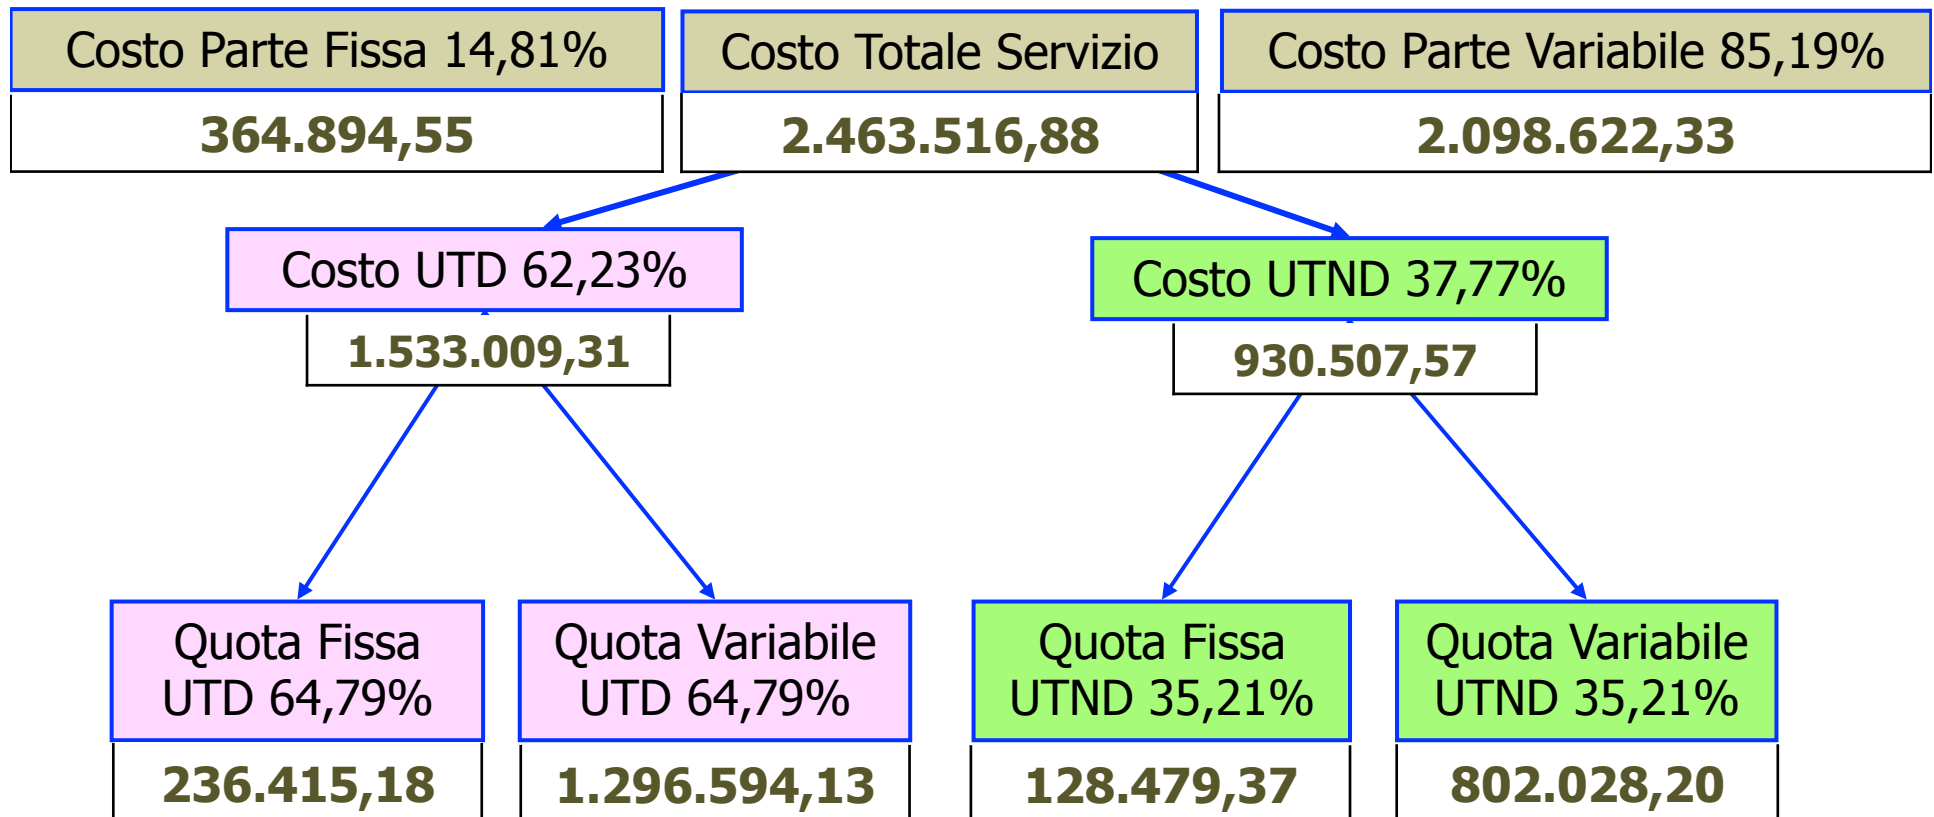 Costo Parte Fissa 14,81%
364.894,55
Costo Totale Servizio
2.463.516,88
Costo Parte Variabile 85,19%
2.098.622,33
Costo UTD 62,23%
1.533.009,31
Costo UTND 37,77%
930.507,57
Quota Fissa
UTD 64,79%
236.415,18
Quota Variabile
UTD 64,79%
1.296.594,13
Quota Fissa
UTND 35,21%
128.479,37
Quota Variabile
UTND 35,21%
802.028,20